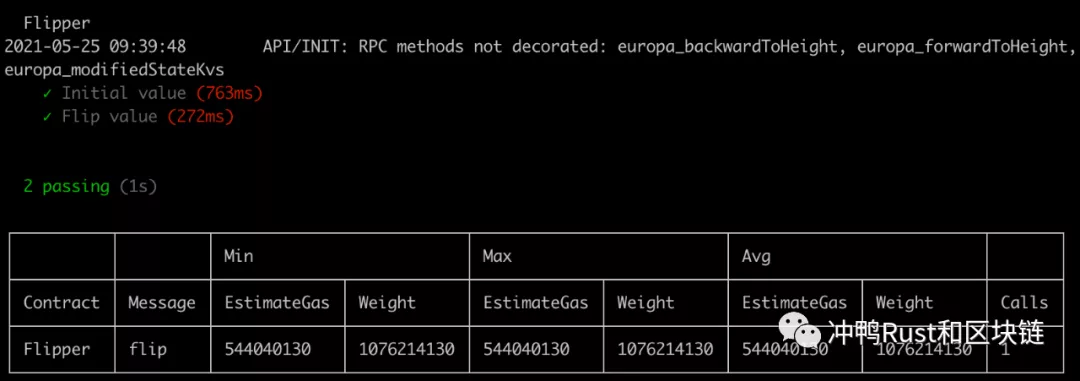 Flipper
2021-05-25 09:39:48 API/INIT: RPC methods not decorated: europa_backwardToHeight, europa_forwardToHeight,
europa_modifiedStateKvs
✓ Initial value (763ms)
✓ Flip value (272ms)
2 passing (1s)
Min Max Avg
Contract Message EstimateGas Weight EstimateGas Weight EstimateGas Weight Calls
Flipper flip 544040130 1076214130 544040130 1076214130 544040130 1076214130 1
冲鸭Rust和区块链